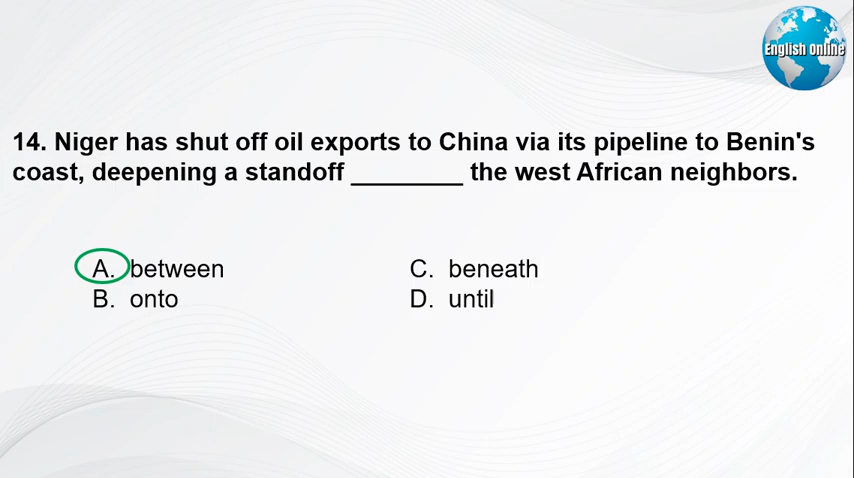 English Online
14. Niger has shut off oil exports to China via its pipeline to Benin's
coast, deepening a standoff ________ the west African neighbors.
A. between
B. onto
C. beneath
D. until